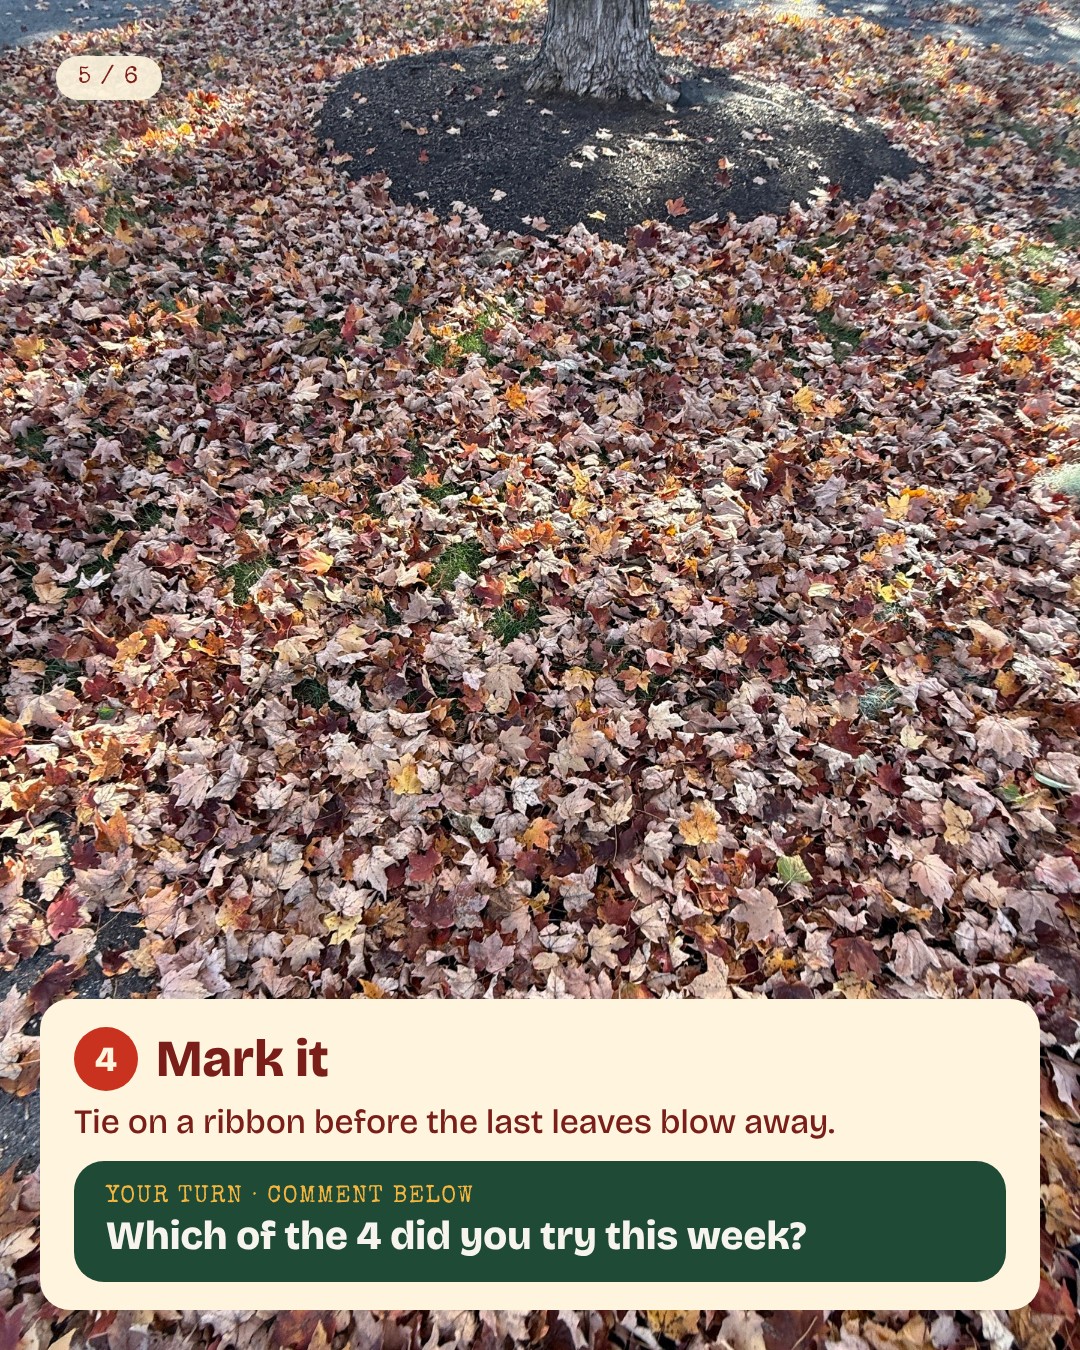 5 / 6
4 Mark it
Tie on a ribbon before the last leaves blow away.
YOUR TURN · COMMENT BELOW
Which of the 4 did you try this week?